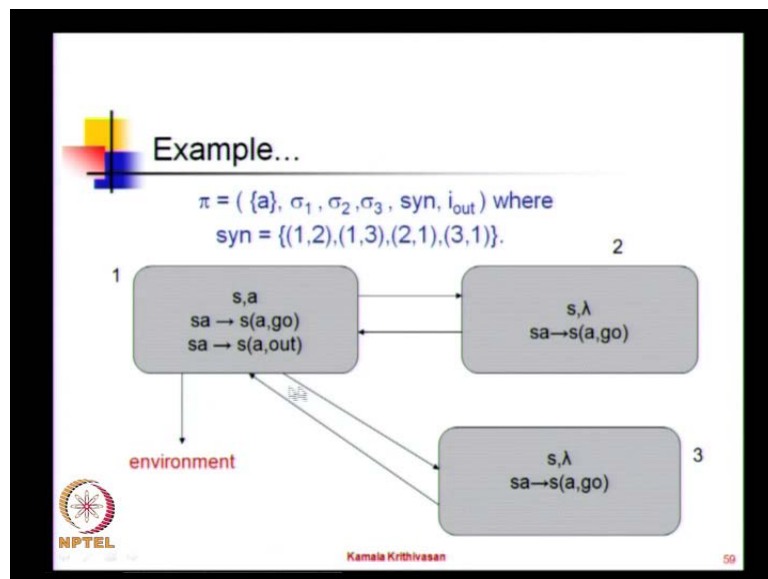 Example...
π = ( {a}, σ₁ , σ₂ ,σ₃ , syn, i_out ) where
syn = {(1,2),(1,3),(2,1),(3,1)}.
1
s,a
sa → s(a,go)
sa → s(a,out)
2
s,λ
sa→s(a,go)
environment
s,λ
sa→s(a,go)
3
NPTEL
Kamala Krithivasan
59